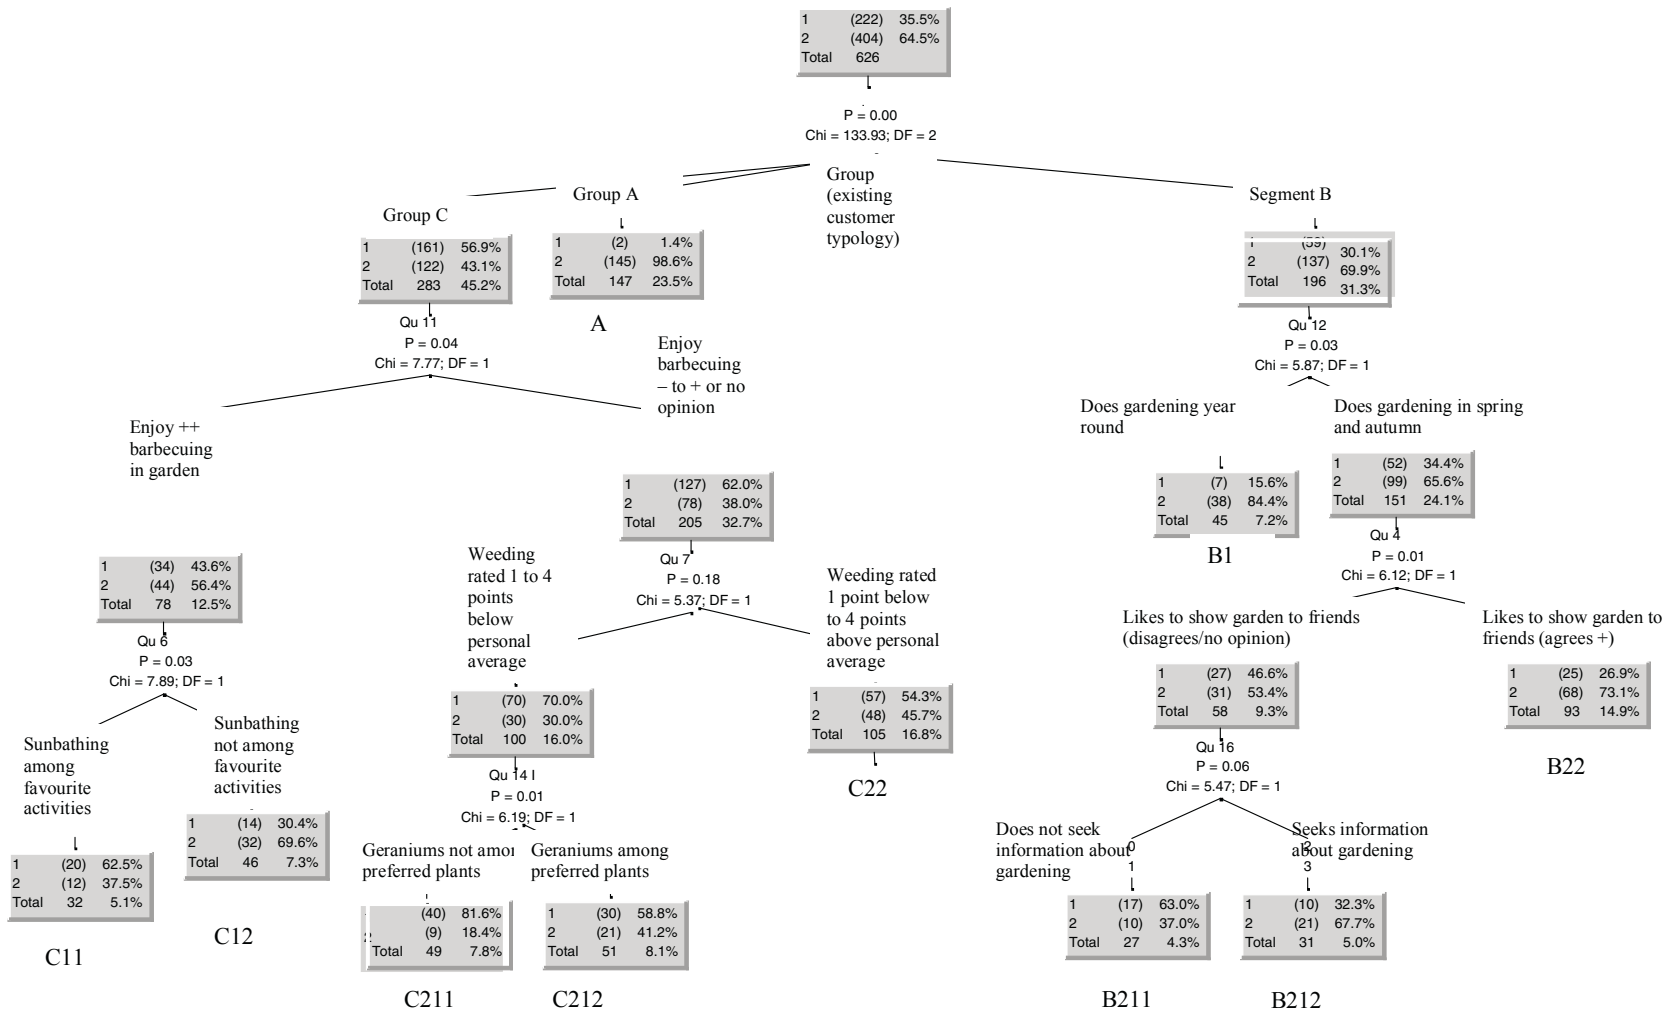 1 (222) 35.5%
2 (404) 64.5%
Total 626
P = 0.00
Chi = 133.93; DF = 2
Group
(existing
customer
typology)
Group C
1 (161) 56.9%
2 (122) 43.1%
Total 283 45.2%
Qu 11
P = 0.04
Chi = 7.77; DF = 1
Group A
1 (2) 1.4%
2 (145) 98.6%
Total 147 23.5%
A
Segment B
1 (59) 30.1%
2 (137) 69.9%
Total 196 31.3%
Qu 12
P = 0.03
Chi = 5.87; DF = 1
Enjoy ++
barbecuing
in garden
Enjoy
barbecuing
– to + or no
opinion
Does gardening year
round
Does gardening in spring
and autumn
1 (34) 43.6%
2 (44) 56.4%
Total 78 12.5%
Qu 6
P = 0.03
Chi = 7.89; DF = 1
1 (127) 62.0%
2 (78) 38.0%
Total 205 32.7%
Qu 7
P = 0.18
Chi = 5.37; DF = 1
1 (7) 15.6%
2 (38) 84.4%
Total 45 7.2%
B1
1 (52) 34.4%
2 (99) 65.6%
Total 151 24.1%
Qu 4
P = 0.01
Chi = 6.12; DF = 1
Sunbathing
among
favourite
activities
Sunbathing
not among
favourite
activities
Weeding
rated 1 to 4
points
below
personal
average
Weeding rated
1 point below
to 4 points
above personal
average
Likes to show garden to friends
(disagrees/no opinion)
Likes to show garden to
friends (agrees +)
1 (20) 62.5%
2 (12) 37.5%
Total 32 5.1%
C11
1 (14) 30.4%
2 (32) 69.6%
Total 46 7.3%
C12
1 (70) 70.0%
2 (30) 30.0%
Total 100 16.0%
Qu 14 I
P = 0.01
Chi = 6.19; DF = 1
1 (57) 54.3%
2 (48) 45.7%
Total 105 16.8%
C22
1 (27) 46.6%
2 (31) 53.4%
Total 58 9.3%
Qu 16
P = 0.06
Chi = 5.47; DF = 1
1 (25) 26.9%
2 (68) 73.1%
Total 93 14.9%
B22
Geraniums not amon
preferred plants
Geraniums among
preferred plants
Does not seek
information about
gardening
0
1
Seeks information
about gardening
2
3
(40) 81.6%
2 (9) 18.4%
Total 49 7.8%
C211
1 (30) 58.8%
2 (21) 41.2%
Total 51 8.1%
C212
1 (17) 63.0%
2 (10) 37.0%
Total 27 4.3%
B211
1 (10) 32.3%
2 (21) 67.7%
Total 31 5.0%
B212